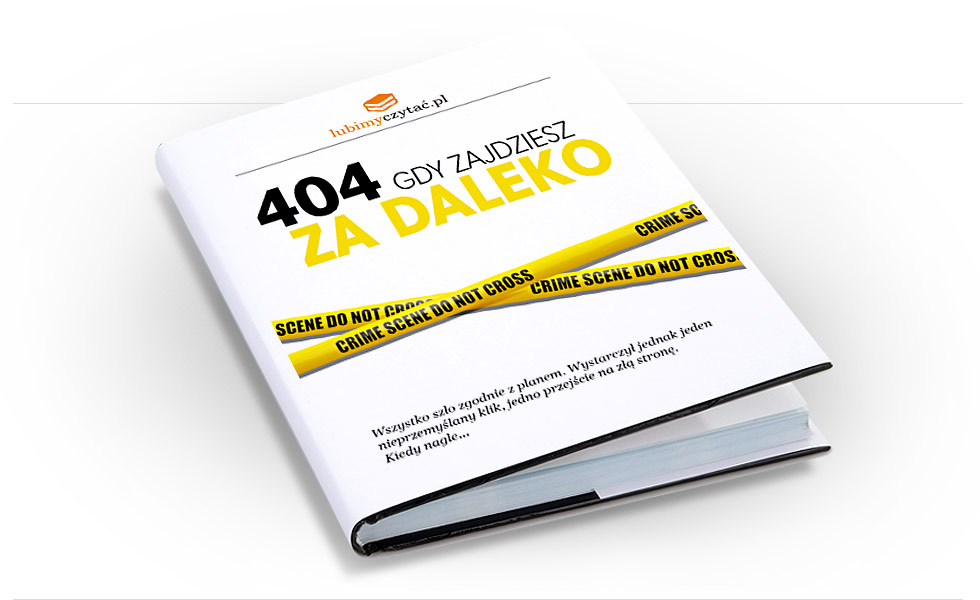 lubimyczytać.pl
404 GDY ZAJDZIESZ
ZA DALEKO
CRIME SC
SCENE DO NOT CROSS
CRIME SCENE DO NOT CROSS
CRIME SCENE DO NOT CROS
Wszystko szło zgodnie z planem. Wystarczył jednak jeden
nieprzemyślany klik, jedno przejście na złą stronę.
Kiedy nagle...